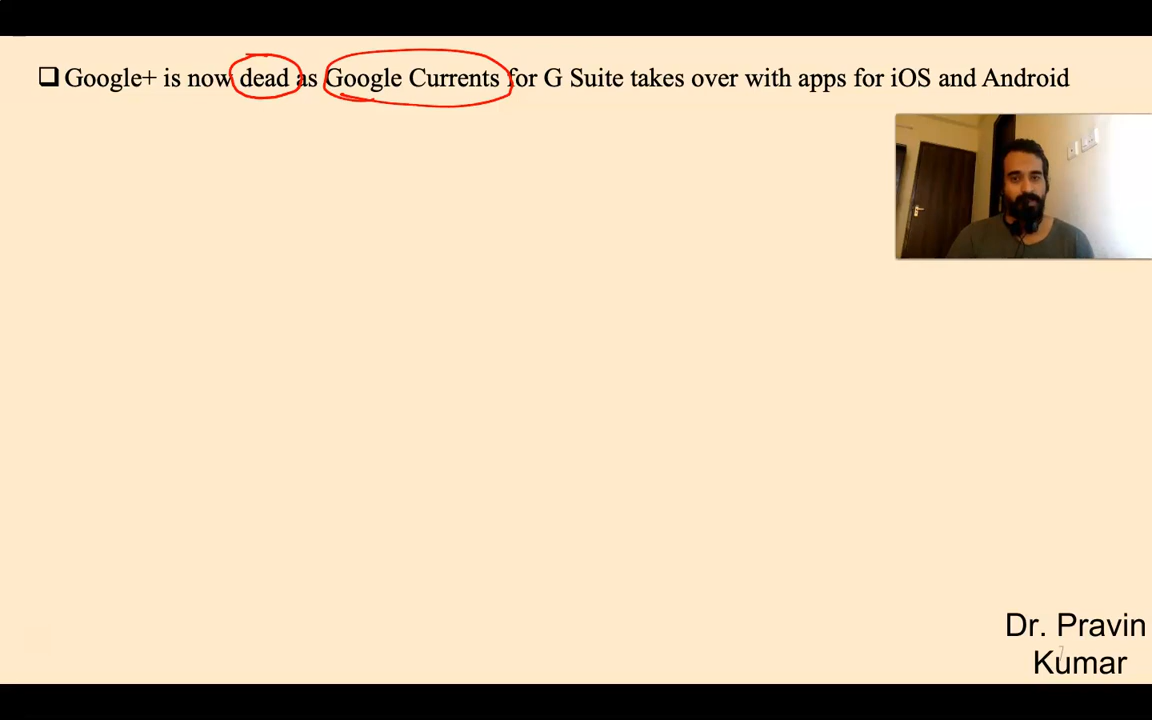 Google+ is now dead as Google Currents for G Suite takes over with apps for iOS and Android
Dr. Pravin
Kumar